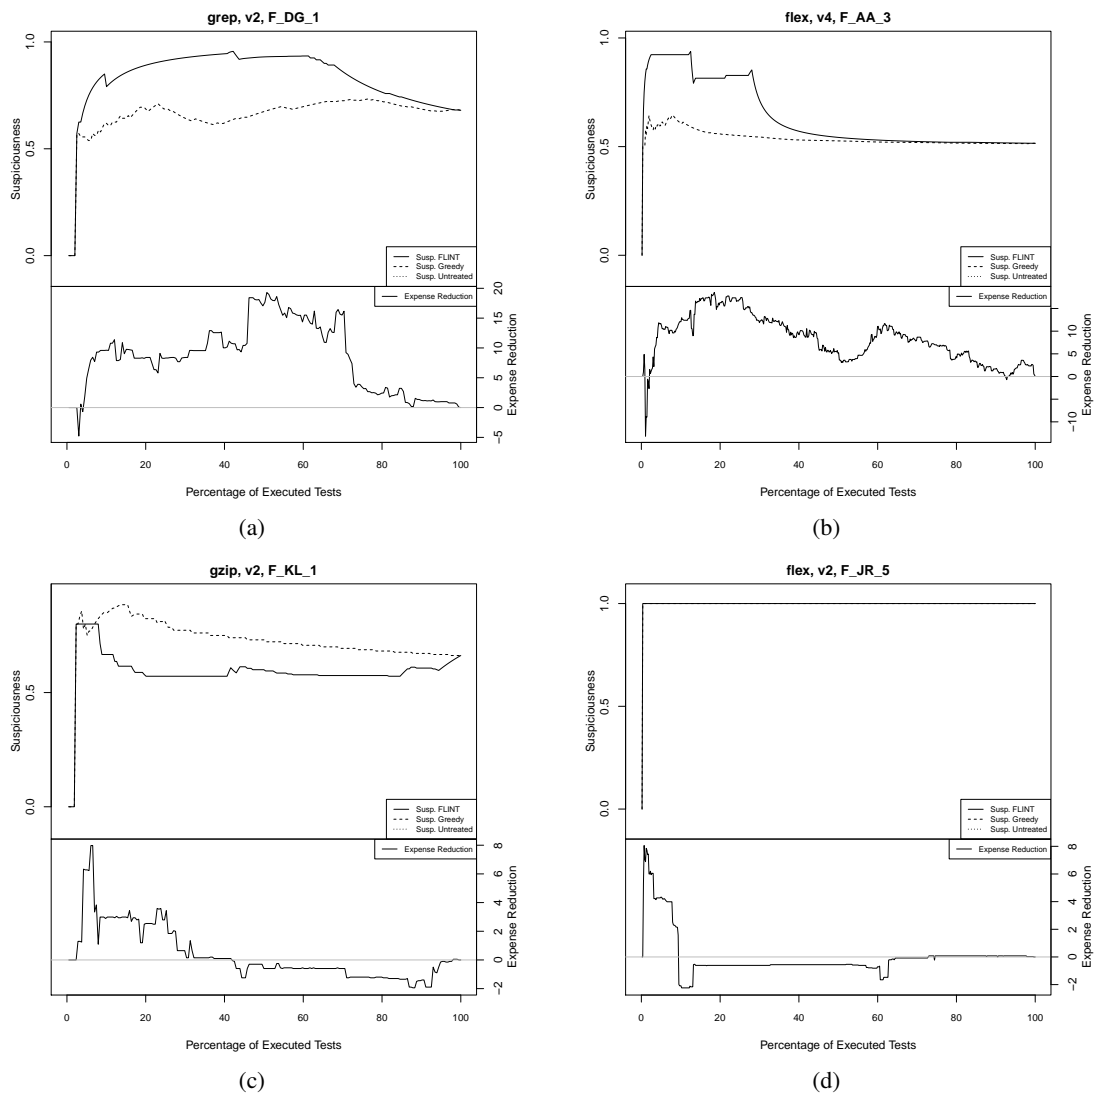 grep, v2, F_DG_1
1.0
0.5
0.0
Suspiciousness
Susp. FLINT
Susp. Greedy
Susp. Untreated
Expense Reduction
20
15
10
5
0
−5
Expense Reduction
0 20 40 60 80 100
Percentage of Executed Tests
(a)
flex, v4, F_AA_3
1.0
0.5
0.0
Suspiciousness
Susp. FLINT
Susp. Greedy
Susp. Untreated
Expense Reduction
10
5
0
−10
Expense Reduction
0 20 40 60 80 100
Percentage of Executed Tests
(b)
gzip, v2, F_KL_1
0.5
0.0
Suspiciousness
Susp. FLINT
Susp. Greedy
Susp. Untreated
Expense Reduction
8
6
4
2
0
−2
Expense Reduction
0 20 40 60 80 100
Percentage of Executed Tests
(c)
flex, v2, F_JR_5
1.0
0.5
0.0
Suspiciousness
Susp. FLINT
Susp. Greedy
Susp. Untreated
Expense Reduction
8
6
4
2
0
−2
Expense Reduction
0 20 40 60 80 100
Percentage of Executed Tests
(d)